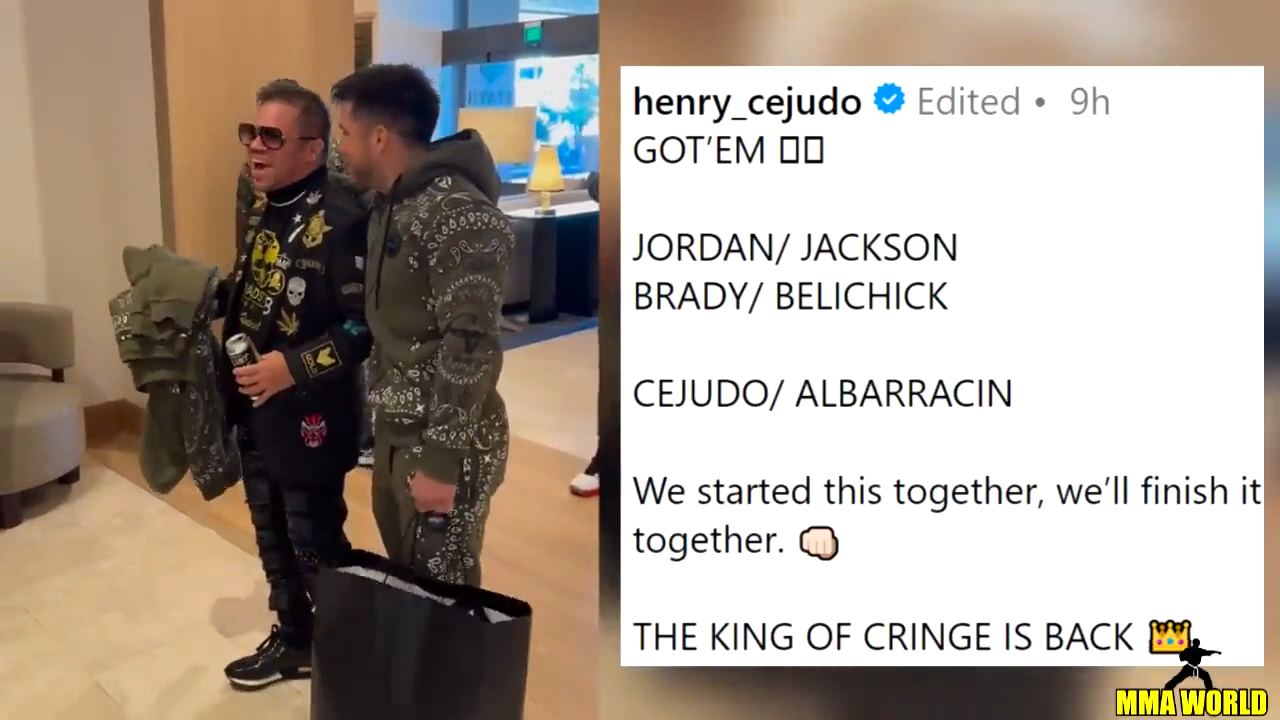 henry_cejudo Edited • 9h
GOT'EM
JORDAN/ JACKSON
BRADY/ BELICHICK
CEJUDO/ ALBARRACIN
We started this together, we'll finish it
together. 👊🏻
THE KING OF CRINGE IS BACK 👑
MMA WORLD